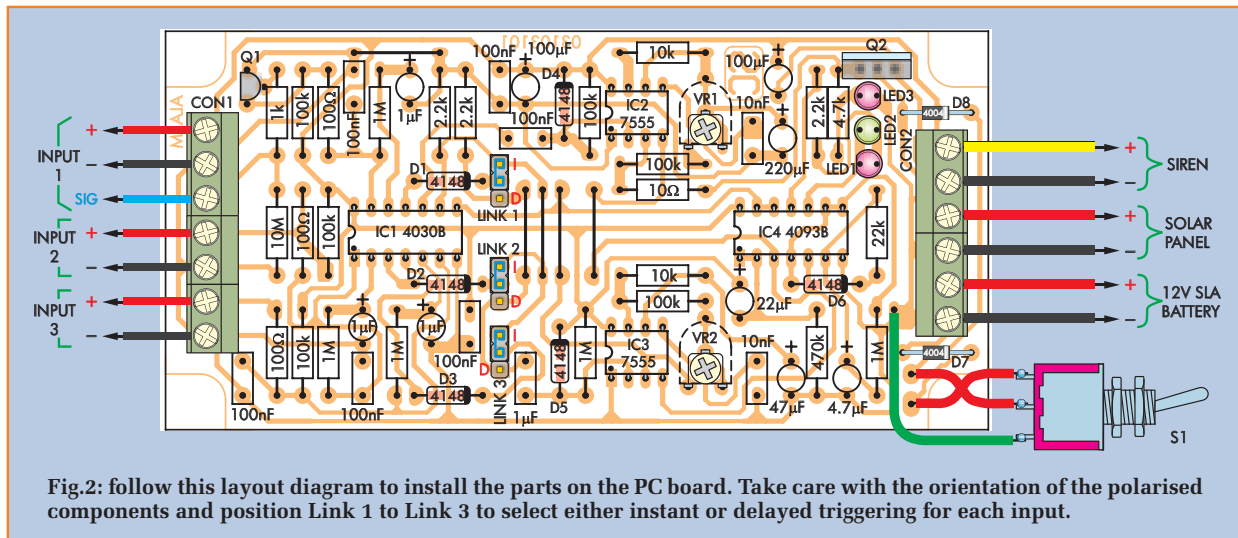 Q1
CON1
INPUT
1
+
−
SIG
INPUT
2
+
−
INPUT
3
+
−
1k
100k
100Ω
100nF
1M
1µF
2.2k
2.2k
100nF
100µF
100nF
D4
4148
100k
10k
IC2
7555
VR1
100µF
10nF
220µF
Q2
2.2k
4.7k
LED3
LED2
LED1
4004
D8
CON2
D1
4148
I
D
LINK 1
100k
10Ω
10M
100Ω
100k
IC1 4030B
LINK 2
I
D
D2
4148
IC4 4093B
22k
10k
100k
22µF
4148
D6
100Ω
100k
1M
1µF
1M
1µF
100nF
I
D
LINK 3
1µF
4148
D5
1M
IC3
7555
VR2
10nF
47µF
470k
4.7µF
1M
4004
D7
100nF
100nF
D3
4148
+
−
SIREN
+
−
SOLAR
PANEL
+
−
12V SLA
BATTERY
S1
Fig.2: follow this layout diagram to install the parts on the PC board. Take care with the orientation of the polarised
components and position Link 1 to Link 3 to select either instant or delayed triggering for each input.